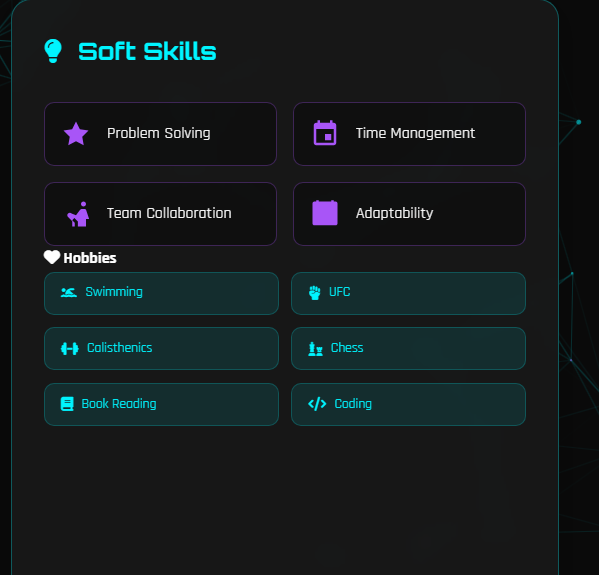 Soft Skills
Problem Solving
Time Management
Team Collaboration
Adaptability
Hobbies
Swimming
UFC
Calisthenics
Chess
Book Reading
Coding